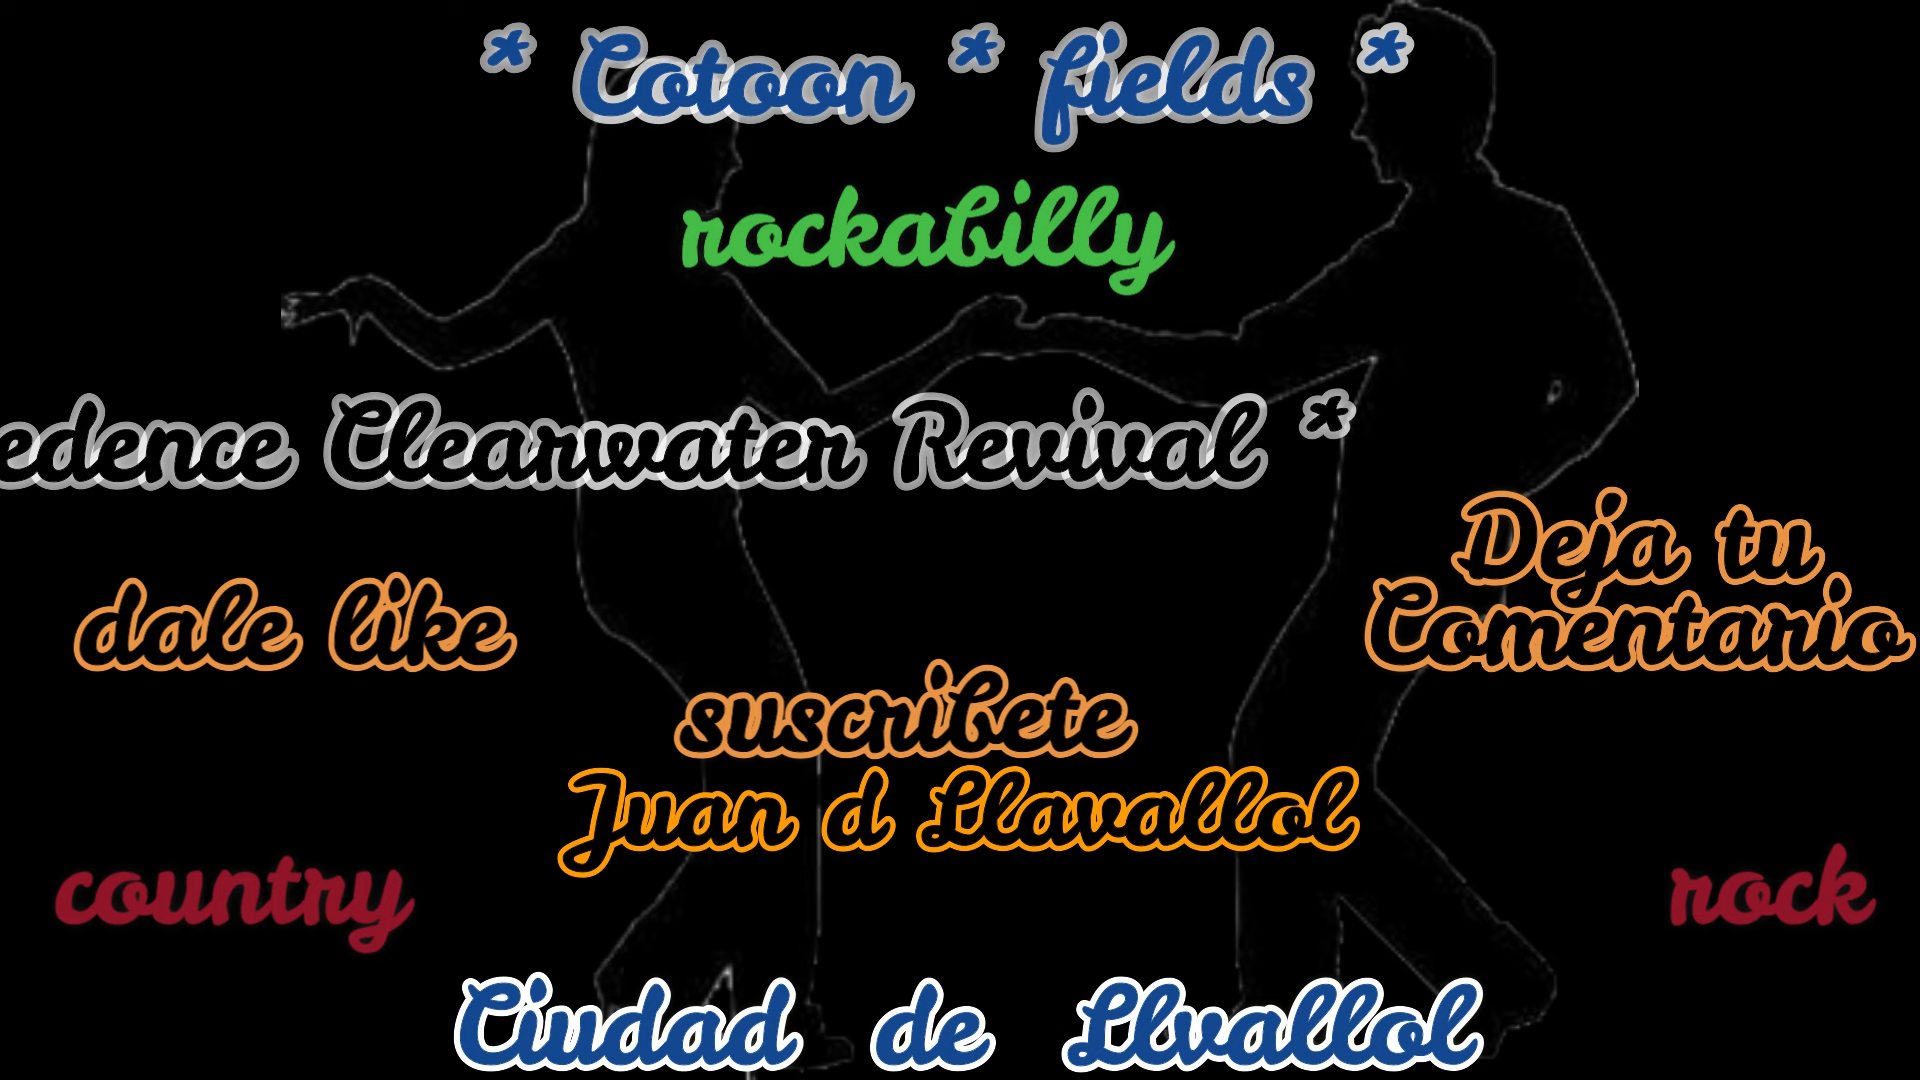 * Cotoon * fields *
rockabilly
edence Clearwater Revival *
Deja tu
Comentario
dale like
suscribete
Juan d Llavallol
country
rock
Ciudad de Llvallol